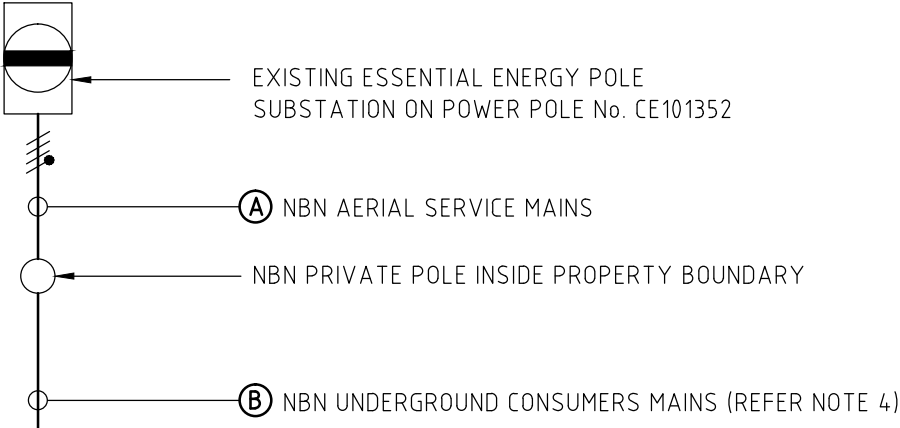 EXISTING ESSENTIAL ENERGY POLE
SUBSTATION ON POWER POLE No. CE101352
A NBN AERIAL SERVICE MAINS
NBN PRIVATE POLE INSIDE PROPERTY BOUNDARY
B NBN UNDERGROUND CONSUMERS MAINS (REFER NOTE 4)